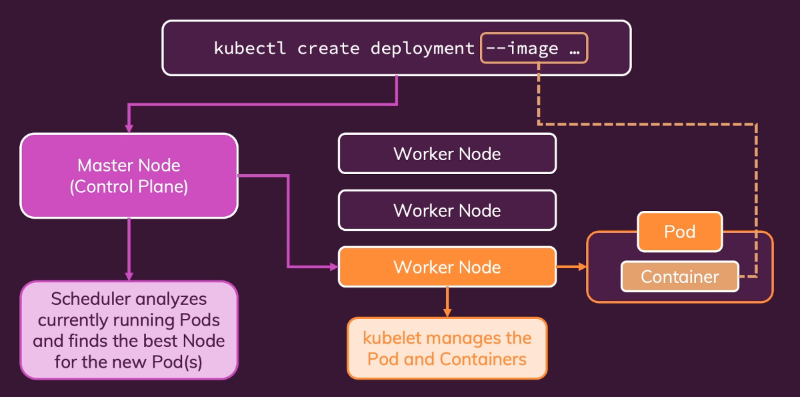 kubectl create deployment --image …
Master Node
(Control Plane)
Worker Node
Worker Node
Worker Node
Pod
Container
Scheduler analyzes
currently running Pods
and finds the best Node
for the new Pod(s)
kubelet manages the
Pod and Containers